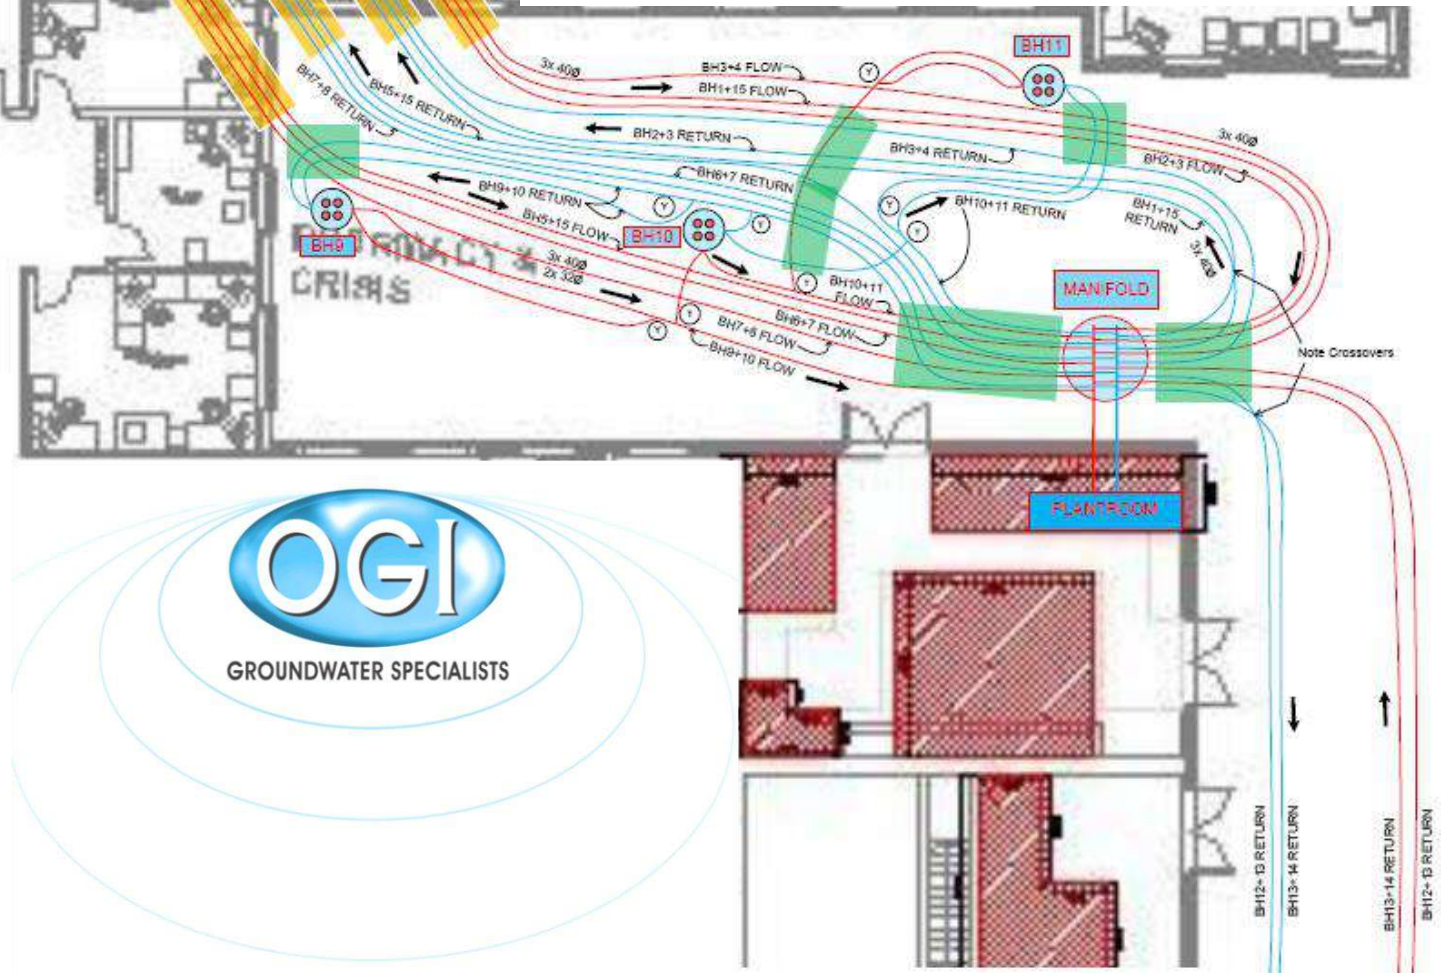 BH11
3x 40Ø
BH3+4 FLOW
BH1+15 FLOW
BH7+8 RETURN
BH5+15 RETURN
BH2+3 RETURN
BH3+4 RETURN
3x 40Ø
BH2+3 FLOW
BH6+7 RETURN
BH9+10 RETURN
BH10+11 RETURN
BH1+15
RETURN
3x 40Ø
BH5+15 FLOW
BH9
BH10
CRISIS
3x 40Ø
2x 32Ø
BH10+11
FLOW
MANIFOLD
BH6+7 FLOW
BH7+8 FLOW
BH9+10 FLOW
Note Crossovers
Y
Y
Y
Y
Y
Y
Y
Y
PLANTROOM
OGI
GROUNDWATER SPECIALISTS
BH12+13 RETURN
BH13+14 RETURN
BH13+14 RETURN
BH12+13 RETURN